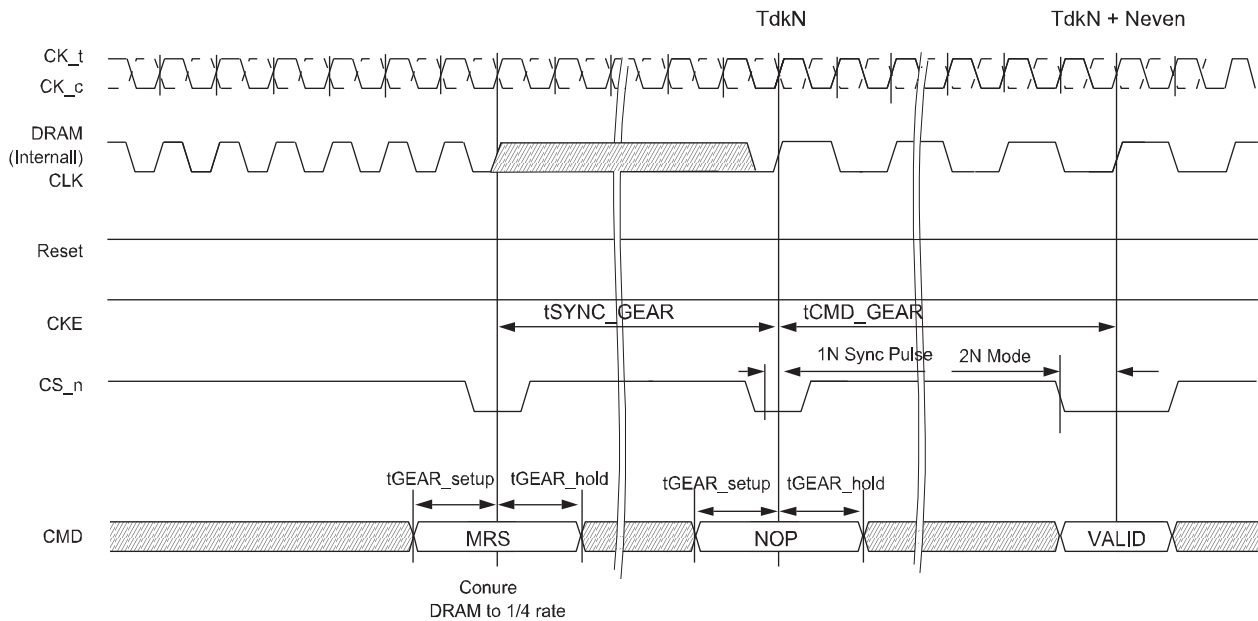 TdkN
TdkN + Neven
CK_t
CK_c
DRAM
(Internall)
CLK
Reset
CKE
tSYNC_GEAR
tCMD_GEAR
1N Sync Pulse
2N Mode
CS_n
tGEAR_setup
tGEAR_hold
tGEAR_setup
tGEAR_hold
CMD
MRS
NOP
VALID
Conure
DRAM to 1/4 rate